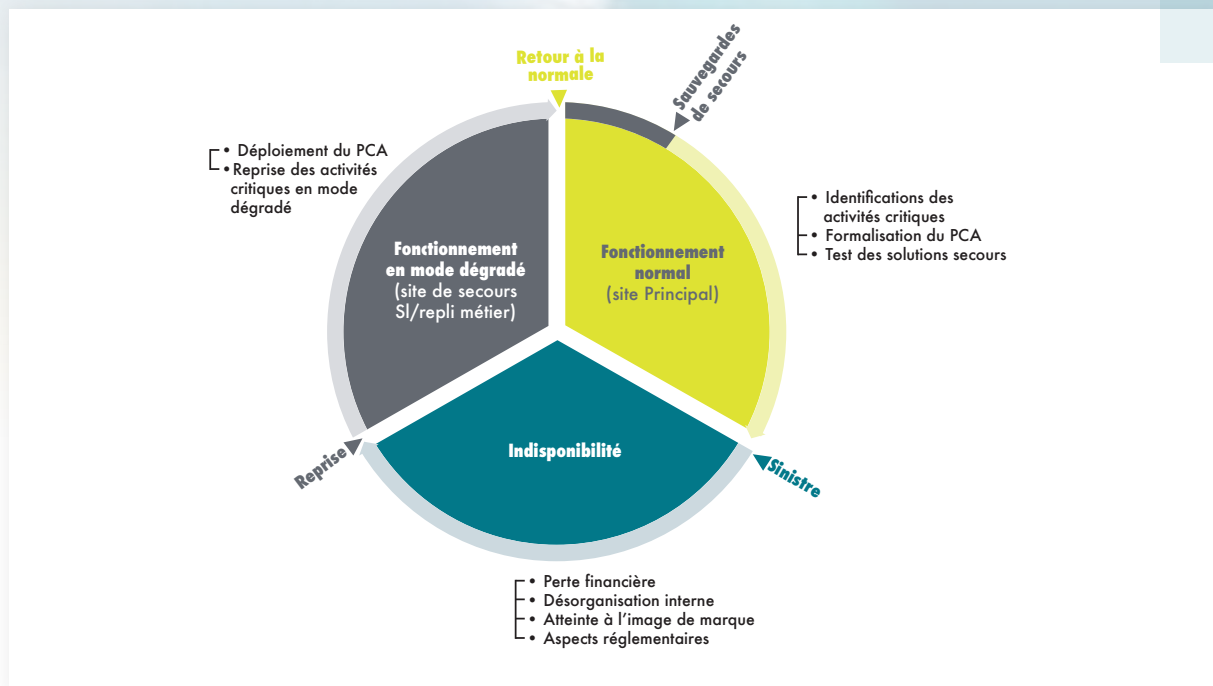 Retour à la
normale
Sauvegardes
de secours
• Déploiement du PCA
• Reprise des activités
critiques en mode
dégradé
• Identifications des
activités critiques
• Formalisation du PCA
• Test des solutions secours
Fonctionnement
en mode dégradé
(site de secours
SI/repli métier)
Fonctionnement
normal
(site Principal)
Indisponibilité
Reprise
Sinistre
• Perte financière
• Désorganisation interne
• Atteinte à l'image de marque
• Aspects réglementaires